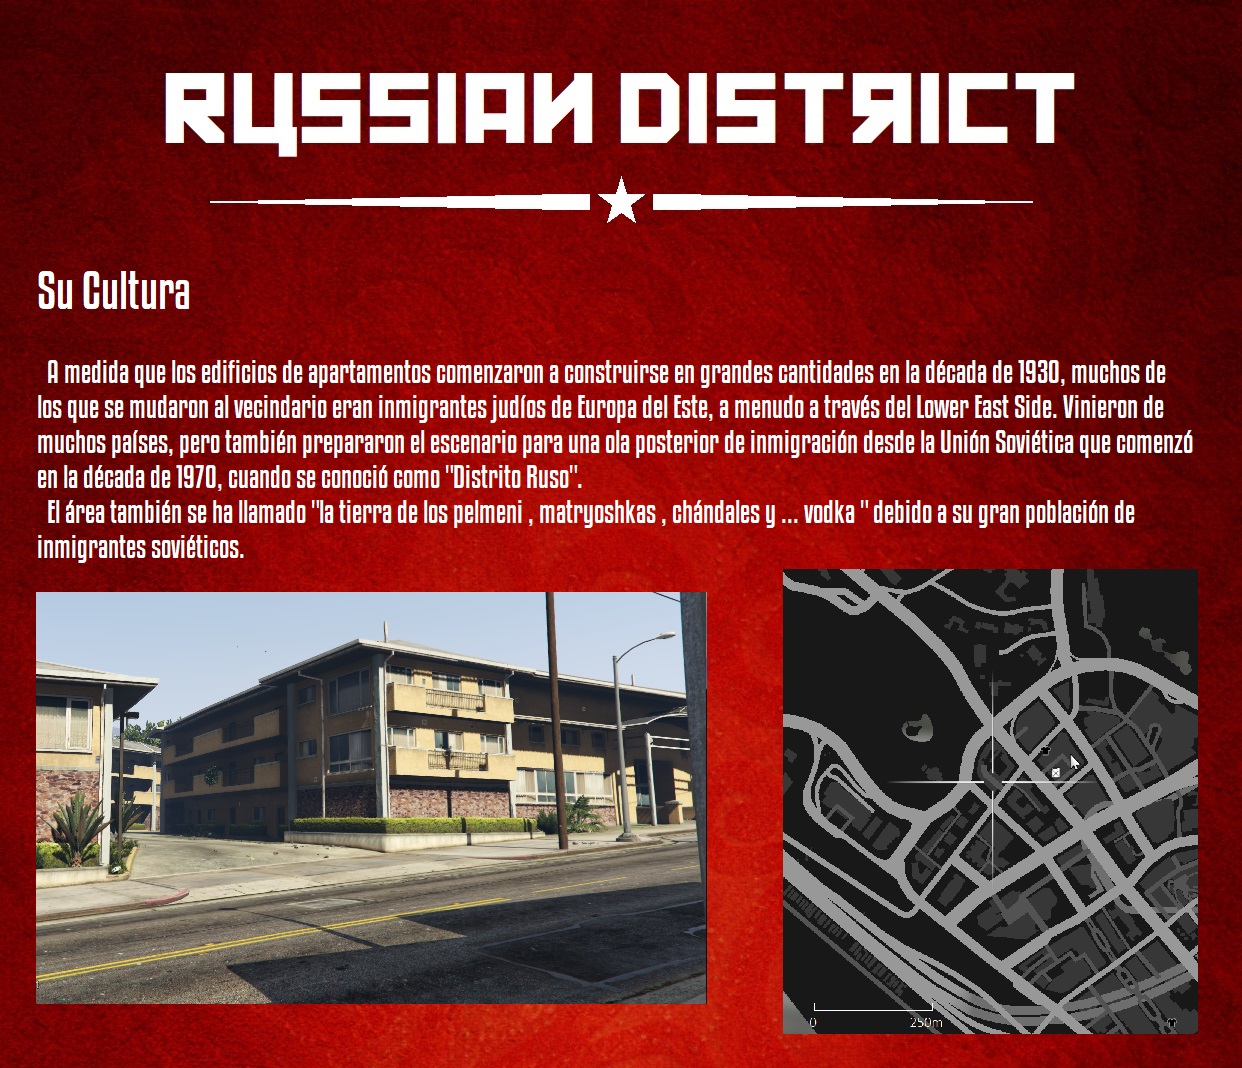 RUSSIAN DISTRICT
Su Cultura
A medida que los edificios de apartamentos comenzaron a construirse en grandes cantidades en la década de 1930, muchos de
los que se mudaron al vecindario eran inmigrantes judíos de Europa del Este, a menudo a través del Lower East Side. Vinieron de
muchos países, pero también prepararon el escenario para una ola posterior de inmigración desde la Unión Soviética que comenzó
en la década de 1970, cuando se conoció como "Distrito Ruso".
El área también se ha llamado "la tierra de los pelmeni , matryoshkas , chándales y ... vodka " debido a su gran población de
inmigrantes soviéticos.
0 250m